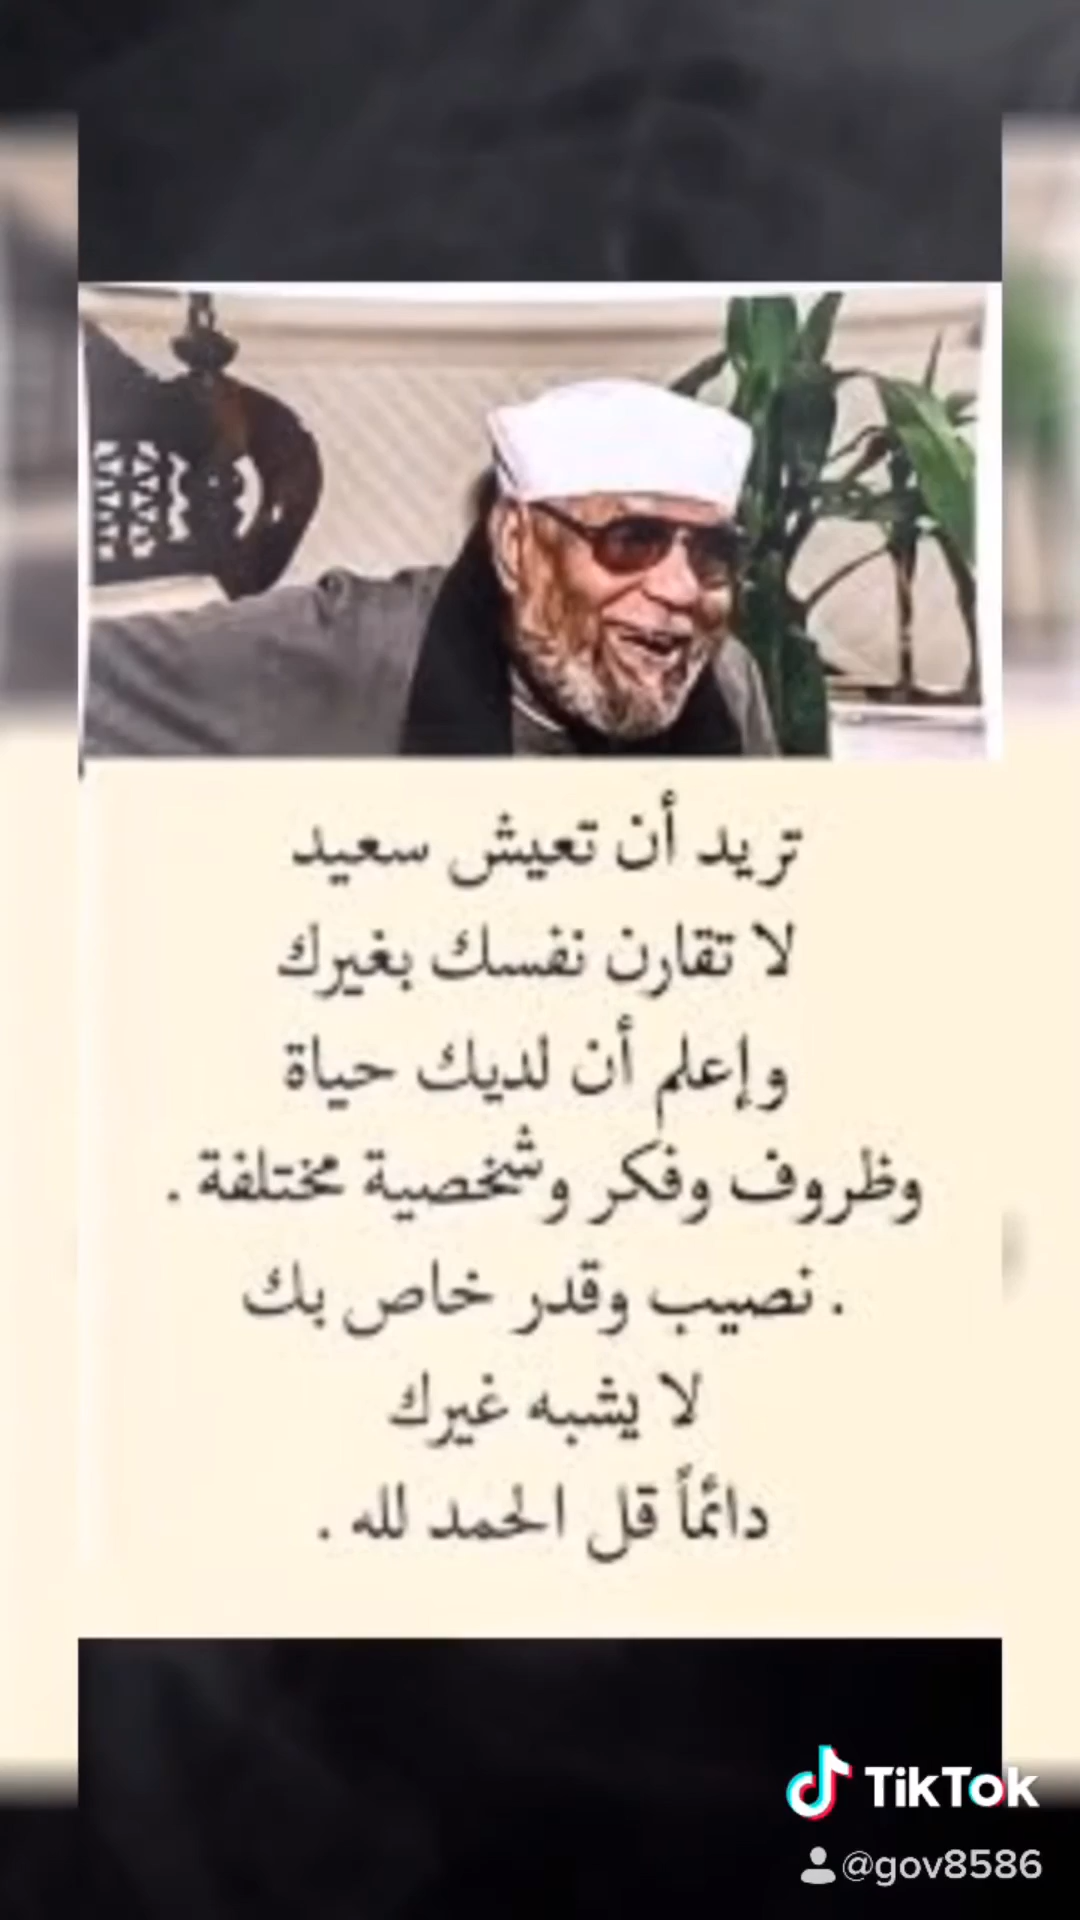 تريد أن تعيش سعيد
لا تقارن نفسك بغيرك
وإعلم أن لديك حياة
وظروف وفكر وشخصية مختلفة .
. نصيب وقدر خاص بك
لا يشبه غيرك
دائماً قل الحمد لله .
TikTok
@gov8586